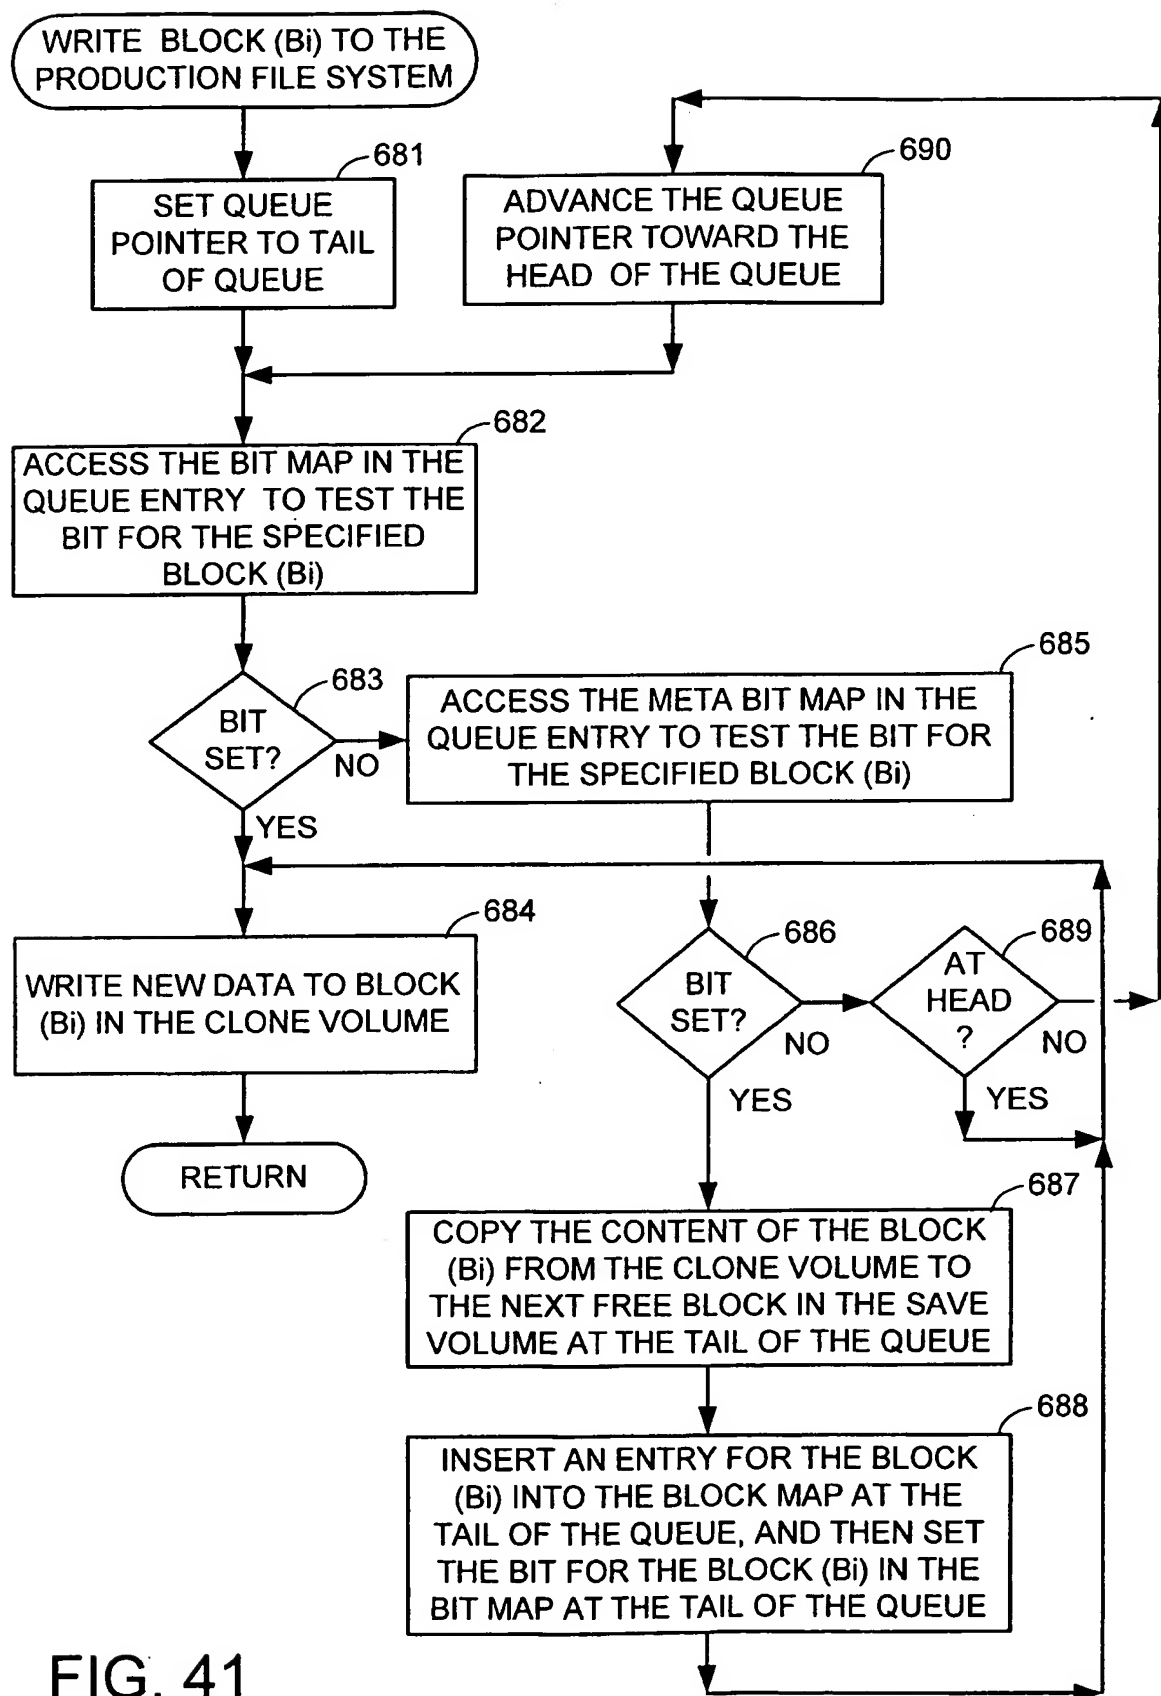 WRITE BLOCK (Bi) TO THE
PRODUCTION FILE SYSTEM
681
SET QUEUE
POINTER TO TAIL
OF QUEUE
690
ADVANCE THE QUEUE
POINTER TOWARD THE
HEAD OF THE QUEUE
682
ACCESS THE BIT MAP IN THE
QUEUE ENTRY TO TEST THE
BIT FOR THE SPECIFIED
BLOCK (Bi)
683
BIT
SET?
NO
YES
685
ACCESS THE META BIT MAP IN THE
QUEUE ENTRY TO TEST THE BIT FOR
THE SPECIFIED BLOCK (Bi)
684
WRITE NEW DATA TO BLOCK
(Bi) IN THE CLONE VOLUME
RETURN
686
BIT
SET?
NO
YES
689
AT
HEAD
?
NO
YES
687
COPY THE CONTENT OF THE BLOCK
(Bi) FROM THE CLONE VOLUME TO
THE NEXT FREE BLOCK IN THE SAVE
VOLUME AT THE TAIL OF THE QUEUE
688
INSERT AN ENTRY FOR THE BLOCK
(Bi) INTO THE BLOCK MAP AT THE
TAIL OF THE QUEUE, AND THEN SET
THE BIT FOR THE BLOCK (Bi) IN THE
BIT MAP AT THE TAIL OF THE QUEUE
FIG. 41